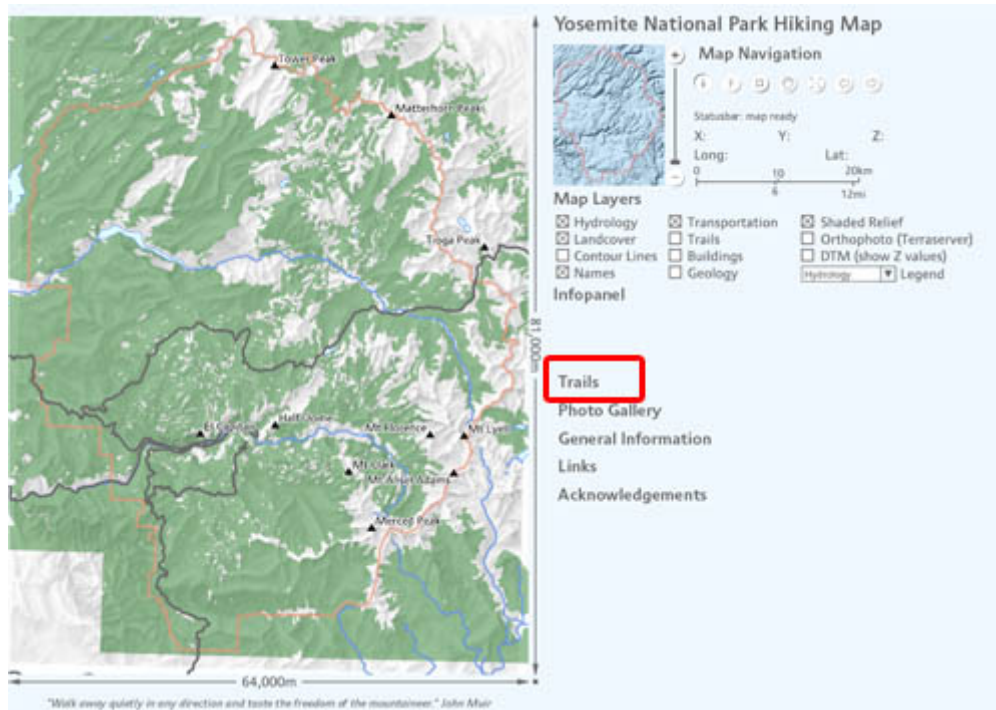 Yosemite National Park Hiking Map
Map Navigation
Statusbar: map ready
X: Y: Z:
Long: Lat:
0 10 20km
6 12mi
Map Layers
Hydrology Transportation Shaded Relief
Landcover Trails Orthophoto (Terraserver)
Contour Lines Buildings DTM (show Z values)
Names Geology Hydrology Legend
Infopanel
Trails
Photo Gallery
General Information
Links
Acknowledgements
Tower Peak
Matterhorn Peaks
Tioga Peak
81,000m
El Capitan
Half Dome
Mt Florence
Mt Lyell
Mt Clark
Mt Ansel Adams
Merced Peak
64,000m
"Walk away quietly in any direction and taste the freedom of the mountaineer." John Muir